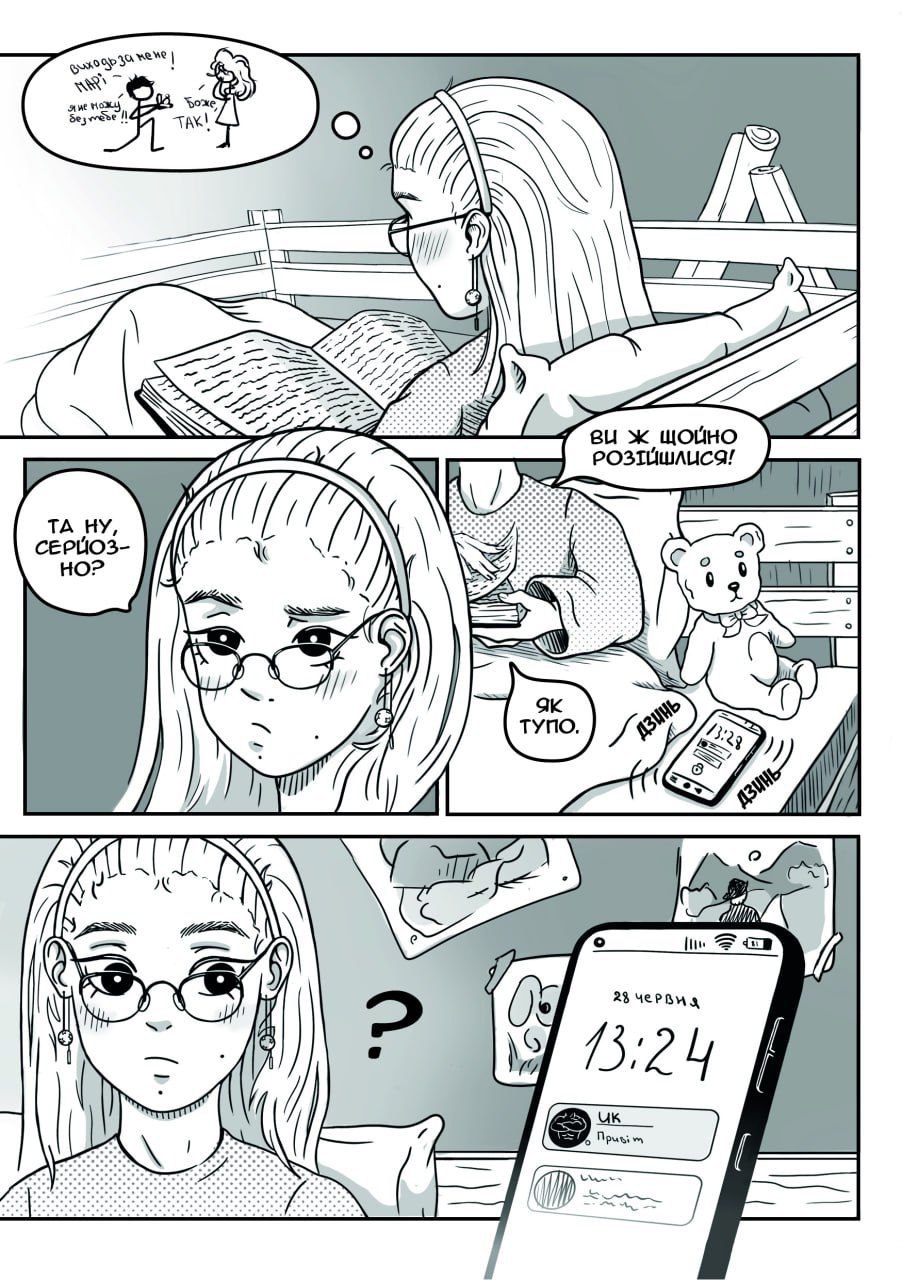 Виходь за мене!
МАРІ
я не можу
без тебе!!
Боже,
ТАК!
ТА НУ,
СЕРЙОЗ-
НО?
ВИ Ж ЩОЙНО
РОЗІЙШЛИСЯ!
ЯК
ТУПО.
ДЗИНЬ
13:28
ДЗИНЬ
?
28 червня
13:24
ИК
Привіт